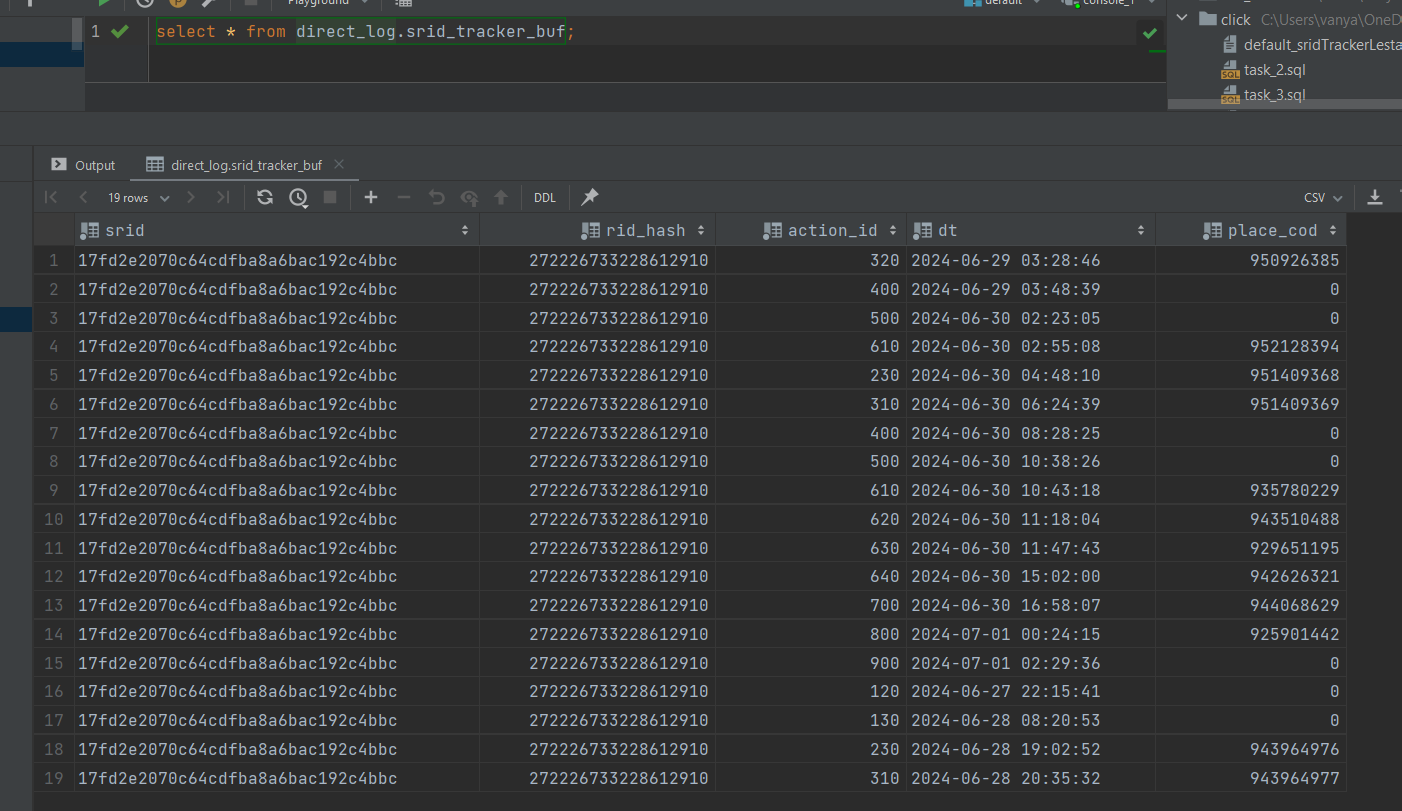 Playground
default
console_1
1 select * from direct_log.srid_tracker_buf;
click C:\Users\vanya\OneD
default_sridTrackerLesta
task_2.sql
task_3.sql
Output direct_log.srid_tracker_buf
19 rows DDL CSV
srid rid_hash action_id dt place_cod
1 17fd2e2070c64cdfba8a6bac192c4bbc 272226733228612910 320 2024-06-29 03:28:46 950926385
2 17fd2e2070c64cdfba8a6bac192c4bbc 272226733228612910 400 2024-06-29 03:48:39 0
3 17fd2e2070c64cdfba8a6bac192c4bbc 272226733228612910 500 2024-06-30 02:23:05 0
4 17fd2e2070c64cdfba8a6bac192c4bbc 272226733228612910 610 2024-06-30 02:55:08 952128394
5 17fd2e2070c64cdfba8a6bac192c4bbc 272226733228612910 230 2024-06-30 04:48:10 951409368
6 17fd2e2070c64cdfba8a6bac192c4bbc 272226733228612910 310 2024-06-30 06:24:39 951409369
7 17fd2e2070c64cdfba8a6bac192c4bbc 272226733228612910 400 2024-06-30 08:28:25 0
8 17fd2e2070c64cdfba8a6bac192c4bbc 272226733228612910 500 2024-06-30 10:38:26 0
9 17fd2e2070c64cdfba8a6bac192c4bbc 272226733228612910 610 2024-06-30 10:43:18 935780229
10 17fd2e2070c64cdfba8a6bac192c4bbc 272226733228612910 620 2024-06-30 11:18:04 943510488
11 17fd2e2070c64cdfba8a6bac192c4bbc 272226733228612910 630 2024-06-30 11:47:43 929651195
12 17fd2e2070c64cdfba8a6bac192c4bbc 272226733228612910 640 2024-06-30 15:02:00 942626321
13 17fd2e2070c64cdfba8a6bac192c4bbc 272226733228612910 700 2024-06-30 16:58:07 944068629
14 17fd2e2070c64cdfba8a6bac192c4bbc 272226733228612910 800 2024-07-01 00:24:15 925901442
15 17fd2e2070c64cdfba8a6bac192c4bbc 272226733228612910 900 2024-07-01 02:29:36 0
16 17fd2e2070c64cdfba8a6bac192c4bbc 272226733228612910 120 2024-06-27 22:15:41 0
17 17fd2e2070c64cdfba8a6bac192c4bbc 272226733228612910 130 2024-06-28 08:20:53 0
18 17fd2e2070c64cdfba8a6bac192c4bbc 272226733228612910 230 2024-06-28 19:02:52 943964976
19 17fd2e2070c64cdfba8a6bac192c4bbc 272226733228612910 310 2024-06-28 20:35:32 943964977